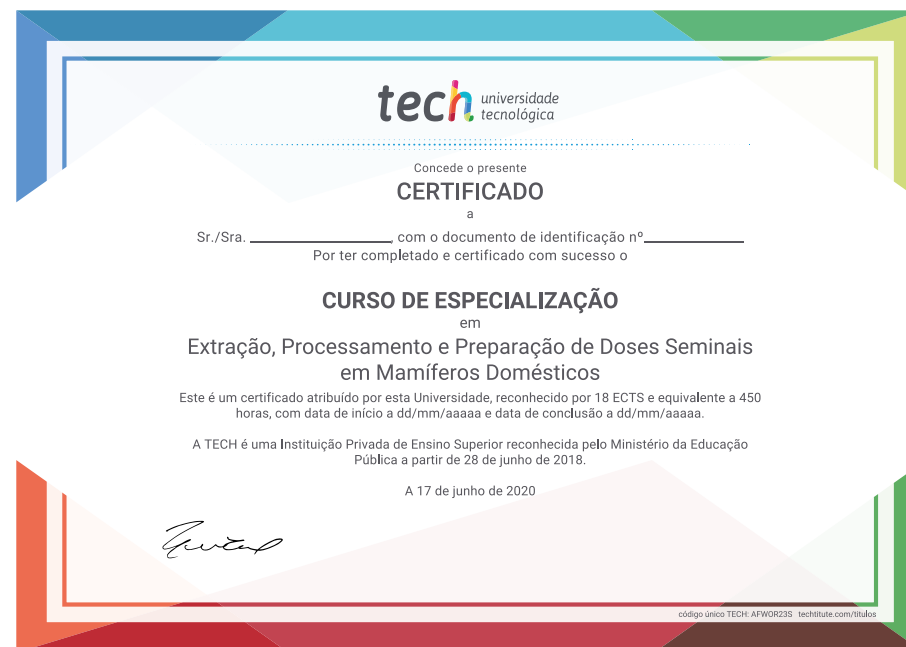 tech universidade
tecnológica
Concede o presente
CERTIFICADO
a
Sr./Sra. ____________, com o documento de identificação nº____________
Por ter completado e certificado com sucesso o
CURSO DE ESPECIALIZAÇÃO
em
Extração, Processamento e Preparação de Doses Seminais
em Mamíferos Domésticos
Este é um certificado atribuído por esta Universidade, reconhecido por 18 ECTS e equivalente a 450
horas, com data de início a dd/mm/aaaaa e data de conclusão a dd/mm/aaaaa.
A TECH é uma Instituição Privada de Ensino Superior reconhecida pelo Ministério da Educação
Pública a partir de 28 de junho de 2018.
A 17 de junho de 2020
código único TECH: AFWOR23S techtitute.com/titulos